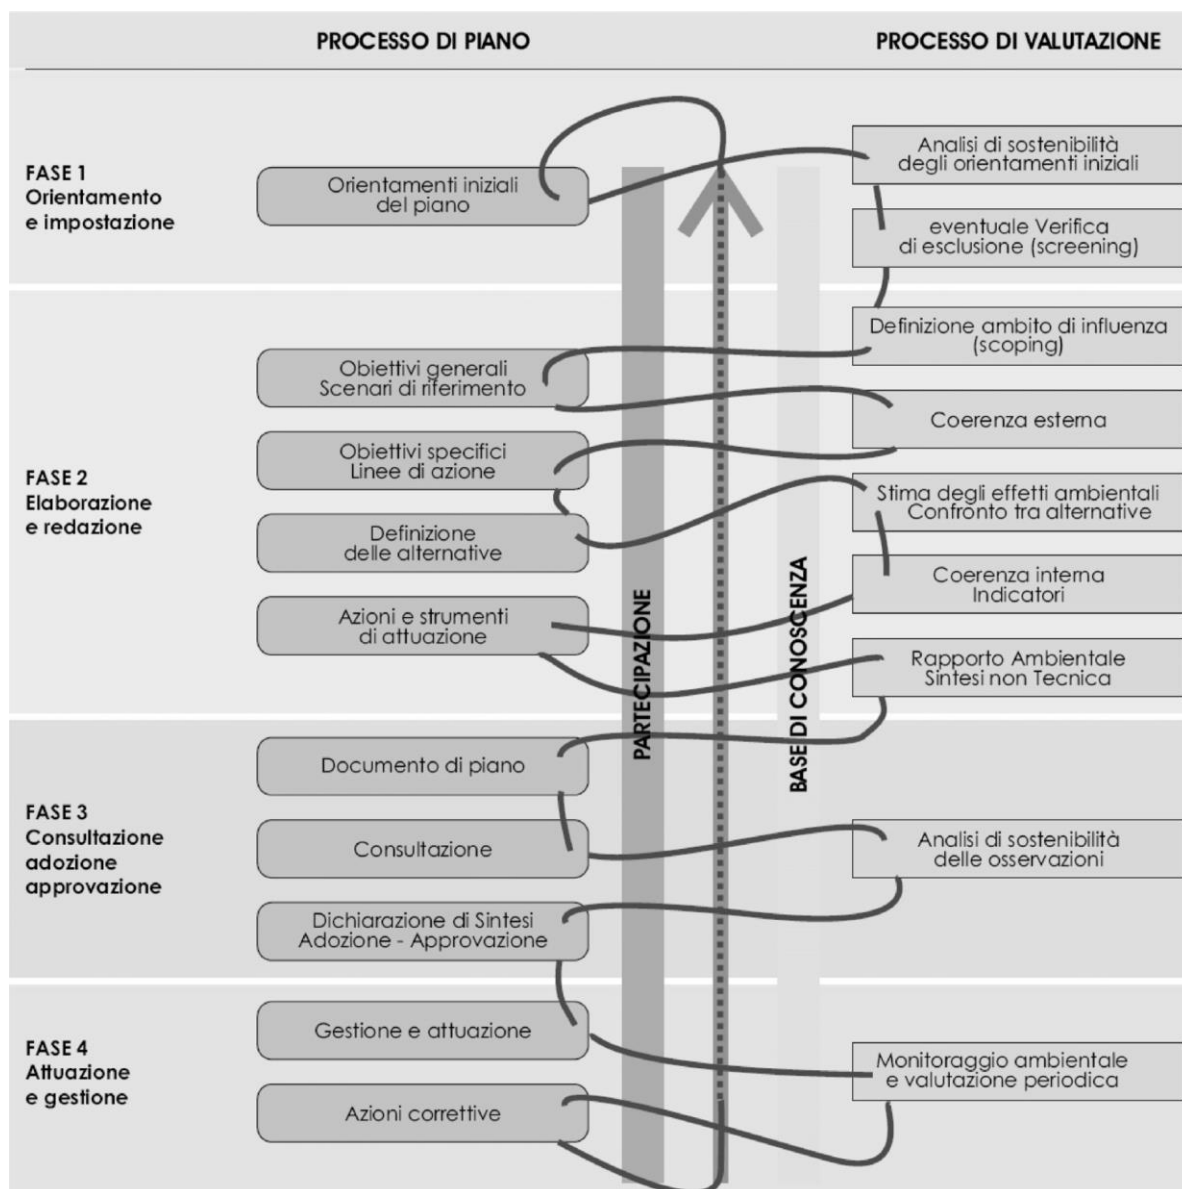 PROCESSO DI PIANO
PROCESSO DI VALUTAZIONE
FASE 1
Orientamento
e impostazione
Orientamenti iniziali
del piano
Analisi di sostenibilità
degli orientamenti iniziali
eventuale Verifica
di esclusione (screening)
FASE 2
Elaborazione
e redazione
Obiettivi generali
Scenari di riferimento
Obiettivi specifici
Linee di azione
Definizione
delle alternative
Azioni e strumenti
di attuazione
Definizione ambito di influenza
(scoping)
Coerenza esterna
Stima degli effetti ambientali
Confronto tra alternative
Coerenza interna
Indicatori
Rapporto Ambientale
Sintesi non Tecnica
PARTECIPAZIONE
BASE DI CONOSCENZA
FASE 3
Consultazione
adozione
approvazione
Documento di piano
Consultazione
Dichiarazione di Sintesi
Adozione - Approvazione
Analisi di sostenibilità
delle osservazioni
FASE 4
Attuazione
e gestione
Gestione e attuazione
Azioni correttive
Monitoraggio ambientale
e valutazione periodica